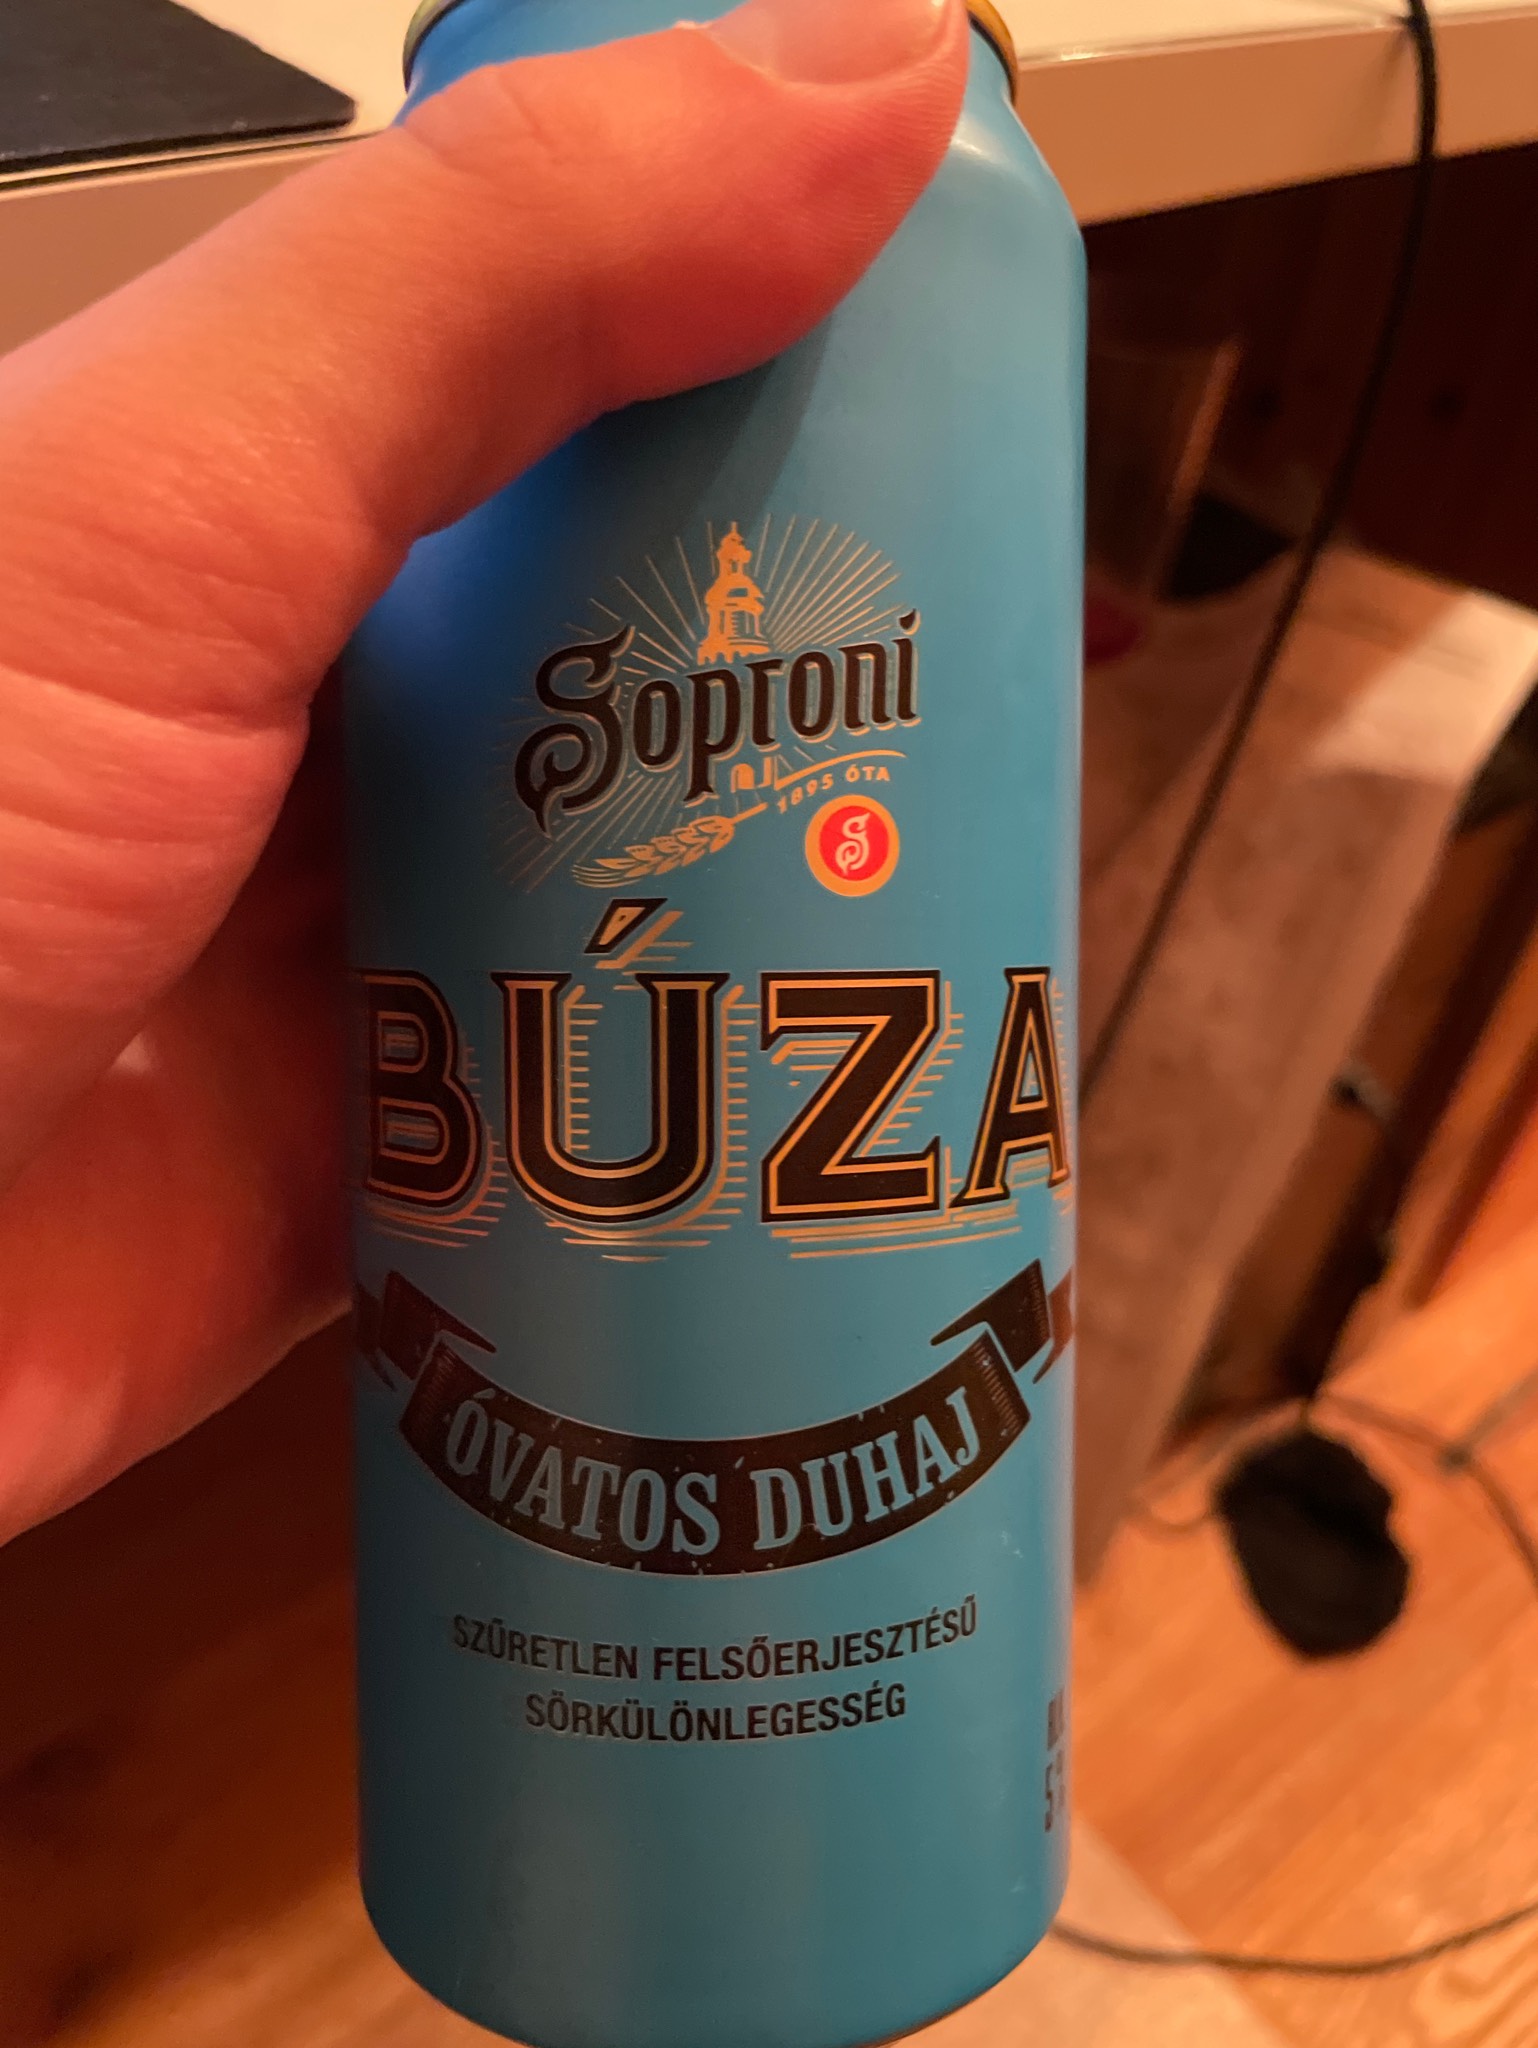 Soproni
1895 ÓTA
S
BÚZA
ÓVATOS DUHAJ
SZŰRETLEN FELSŐERJESZTÉSŰ
SÖRKÜLÖNLEGESSÉG